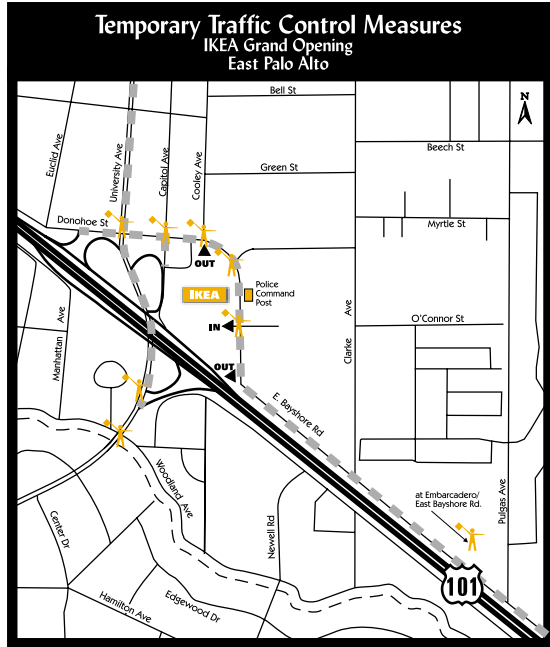 Temporary Traffic Control Measures
IKEA Grand Opening
East Palo Alto
Bell St
N
Euclid Ave
University Ave
Capitol Ave
Cooley Ave
Beech St
Green St
Donohoe St
Myrtle St
OUT
IKEA
Police
Command
Post
IN
Manhattan Ave
Clarke Ave
O'Connor St
OUT
E. Bayshore Rd
Woodland Ave
at Embarcadero/
East Bayshore Rd.
Pulgas Ave
Center Dr
Newell Rd
101
Hamilton Ave
Edgewood Dr